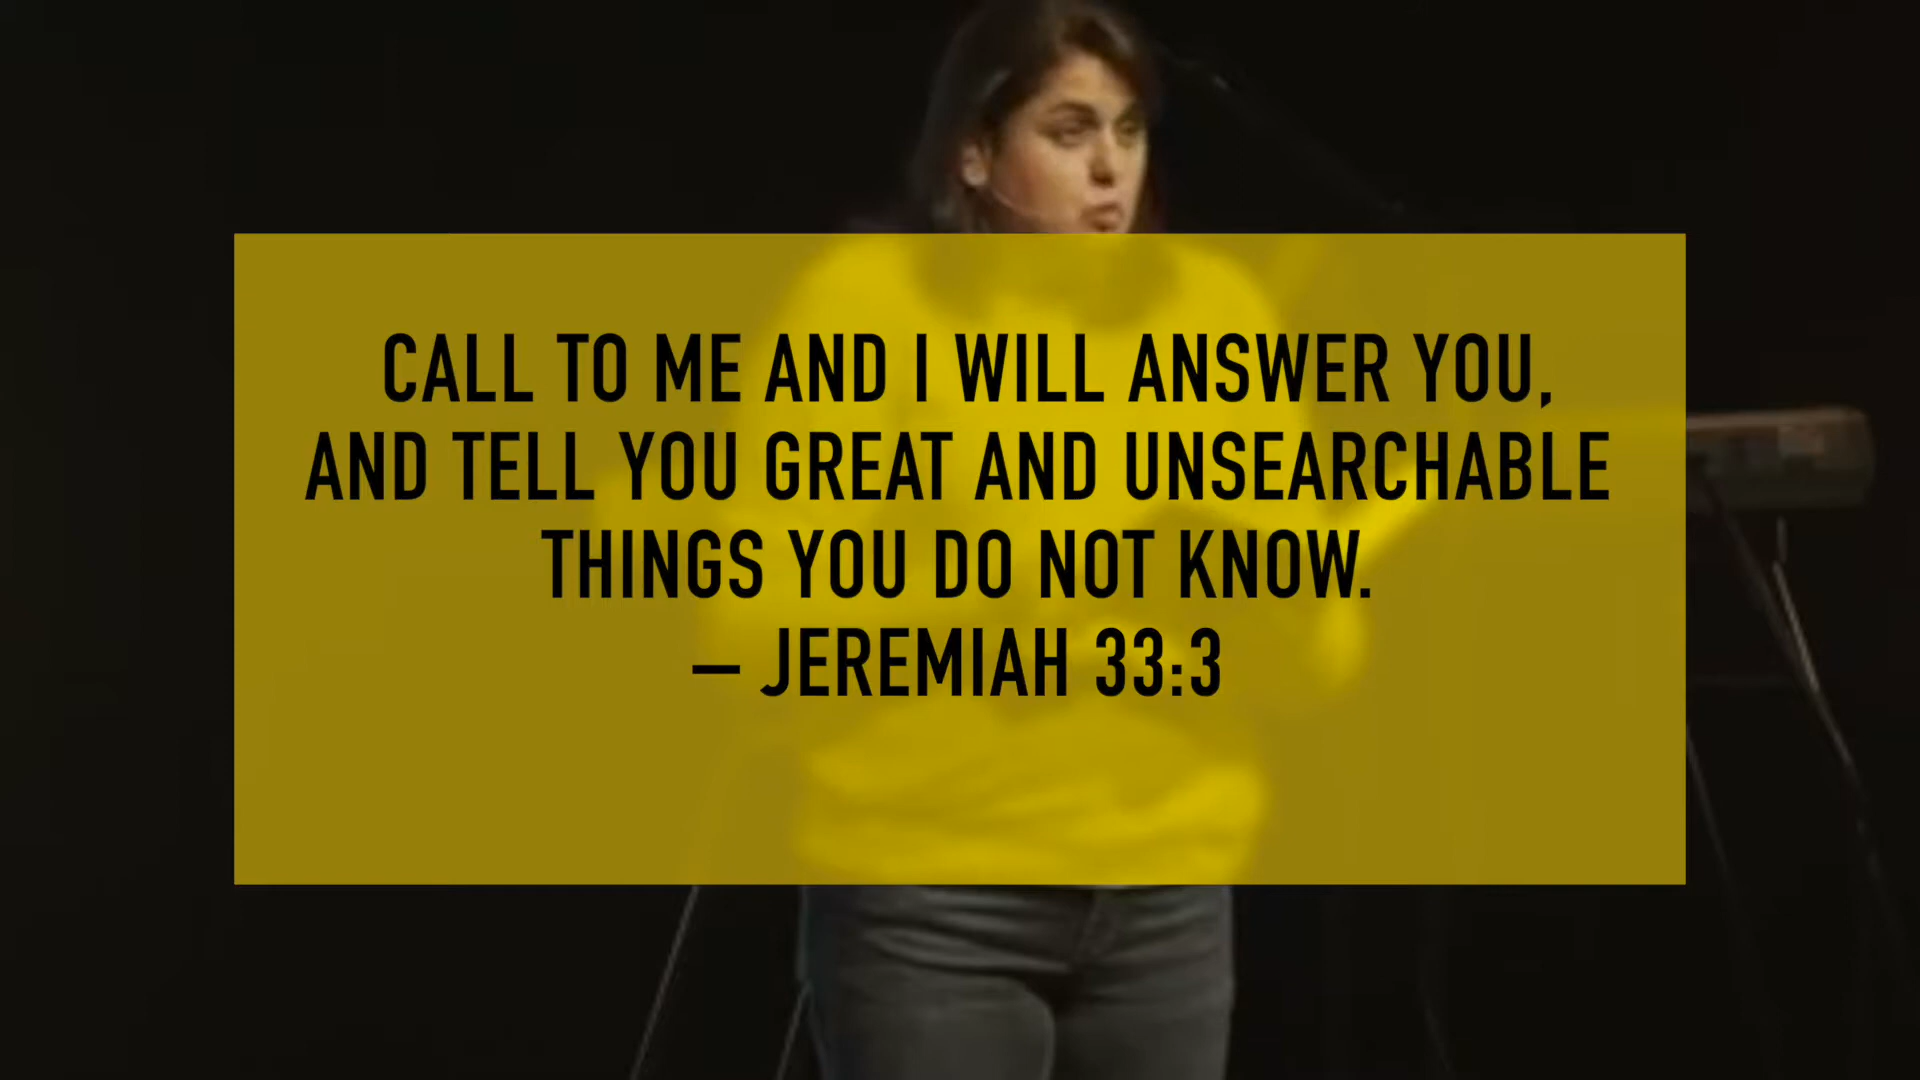 CALL TO ME AND I WILL ANSWER YOU,
AND TELL YOU GREAT AND UNSEARCHABLE
THINGS YOU DO NOT KNOW.
– JEREMIAH 33:3